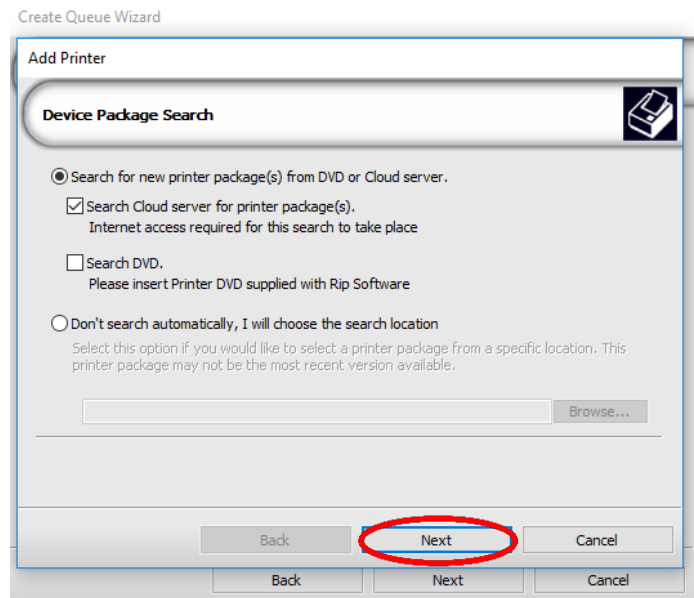 Create Queue Wizard
Add Printer
Device Package Search
Search for new printer package(s) from DVD or Cloud server.
Search Cloud server for printer package(s).
Internet access required for this search to take place
Search DVD.
Please insert Printer DVD supplied with Rip Software
Don't search automatically, I will choose the search location
Select this option if you would like to select a printer package from a specific location. This
printer package may not be the most recent version available.
Browse...
Back Next Cancel
Back Next Cancel